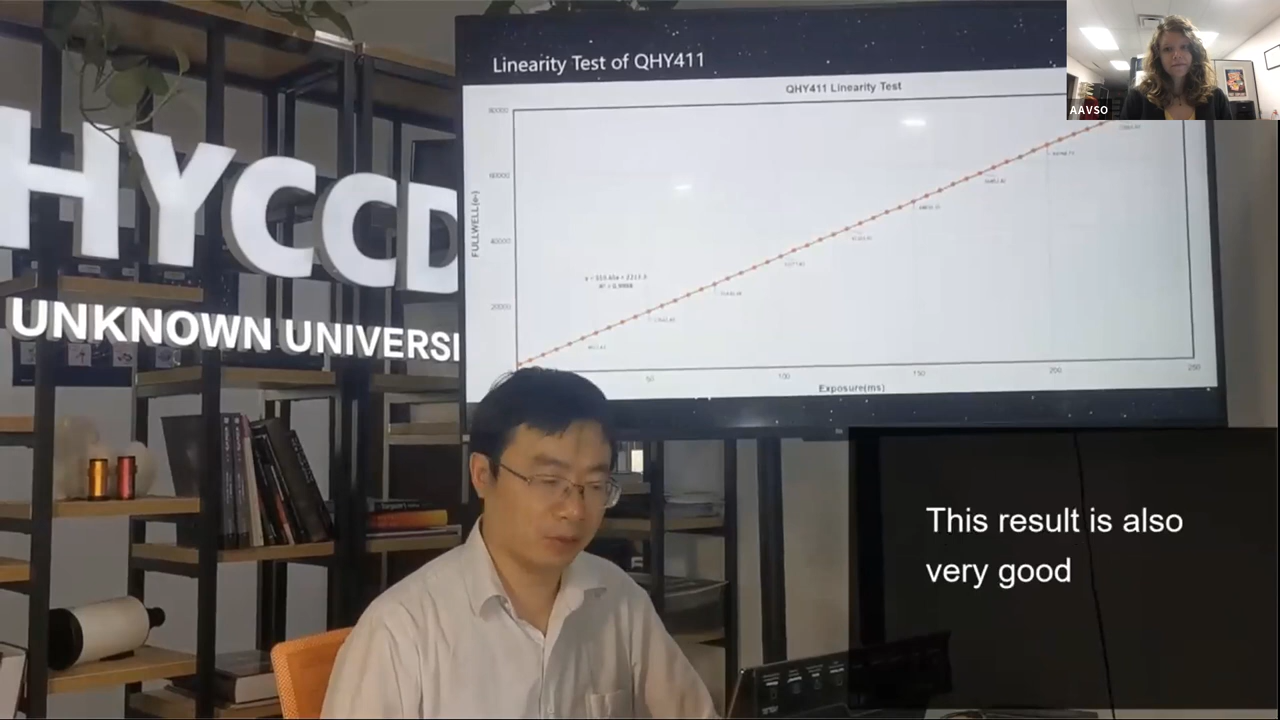 Linearity Test of QHY411
QHY411 Linearity Test
AAVSO
80000
60000
40000
20000
FULLWELL(e-)
50
100
150
200
250
Exposure(ms)
HYCCD
UNKNOWN UNIVERSI
This result is also
very good